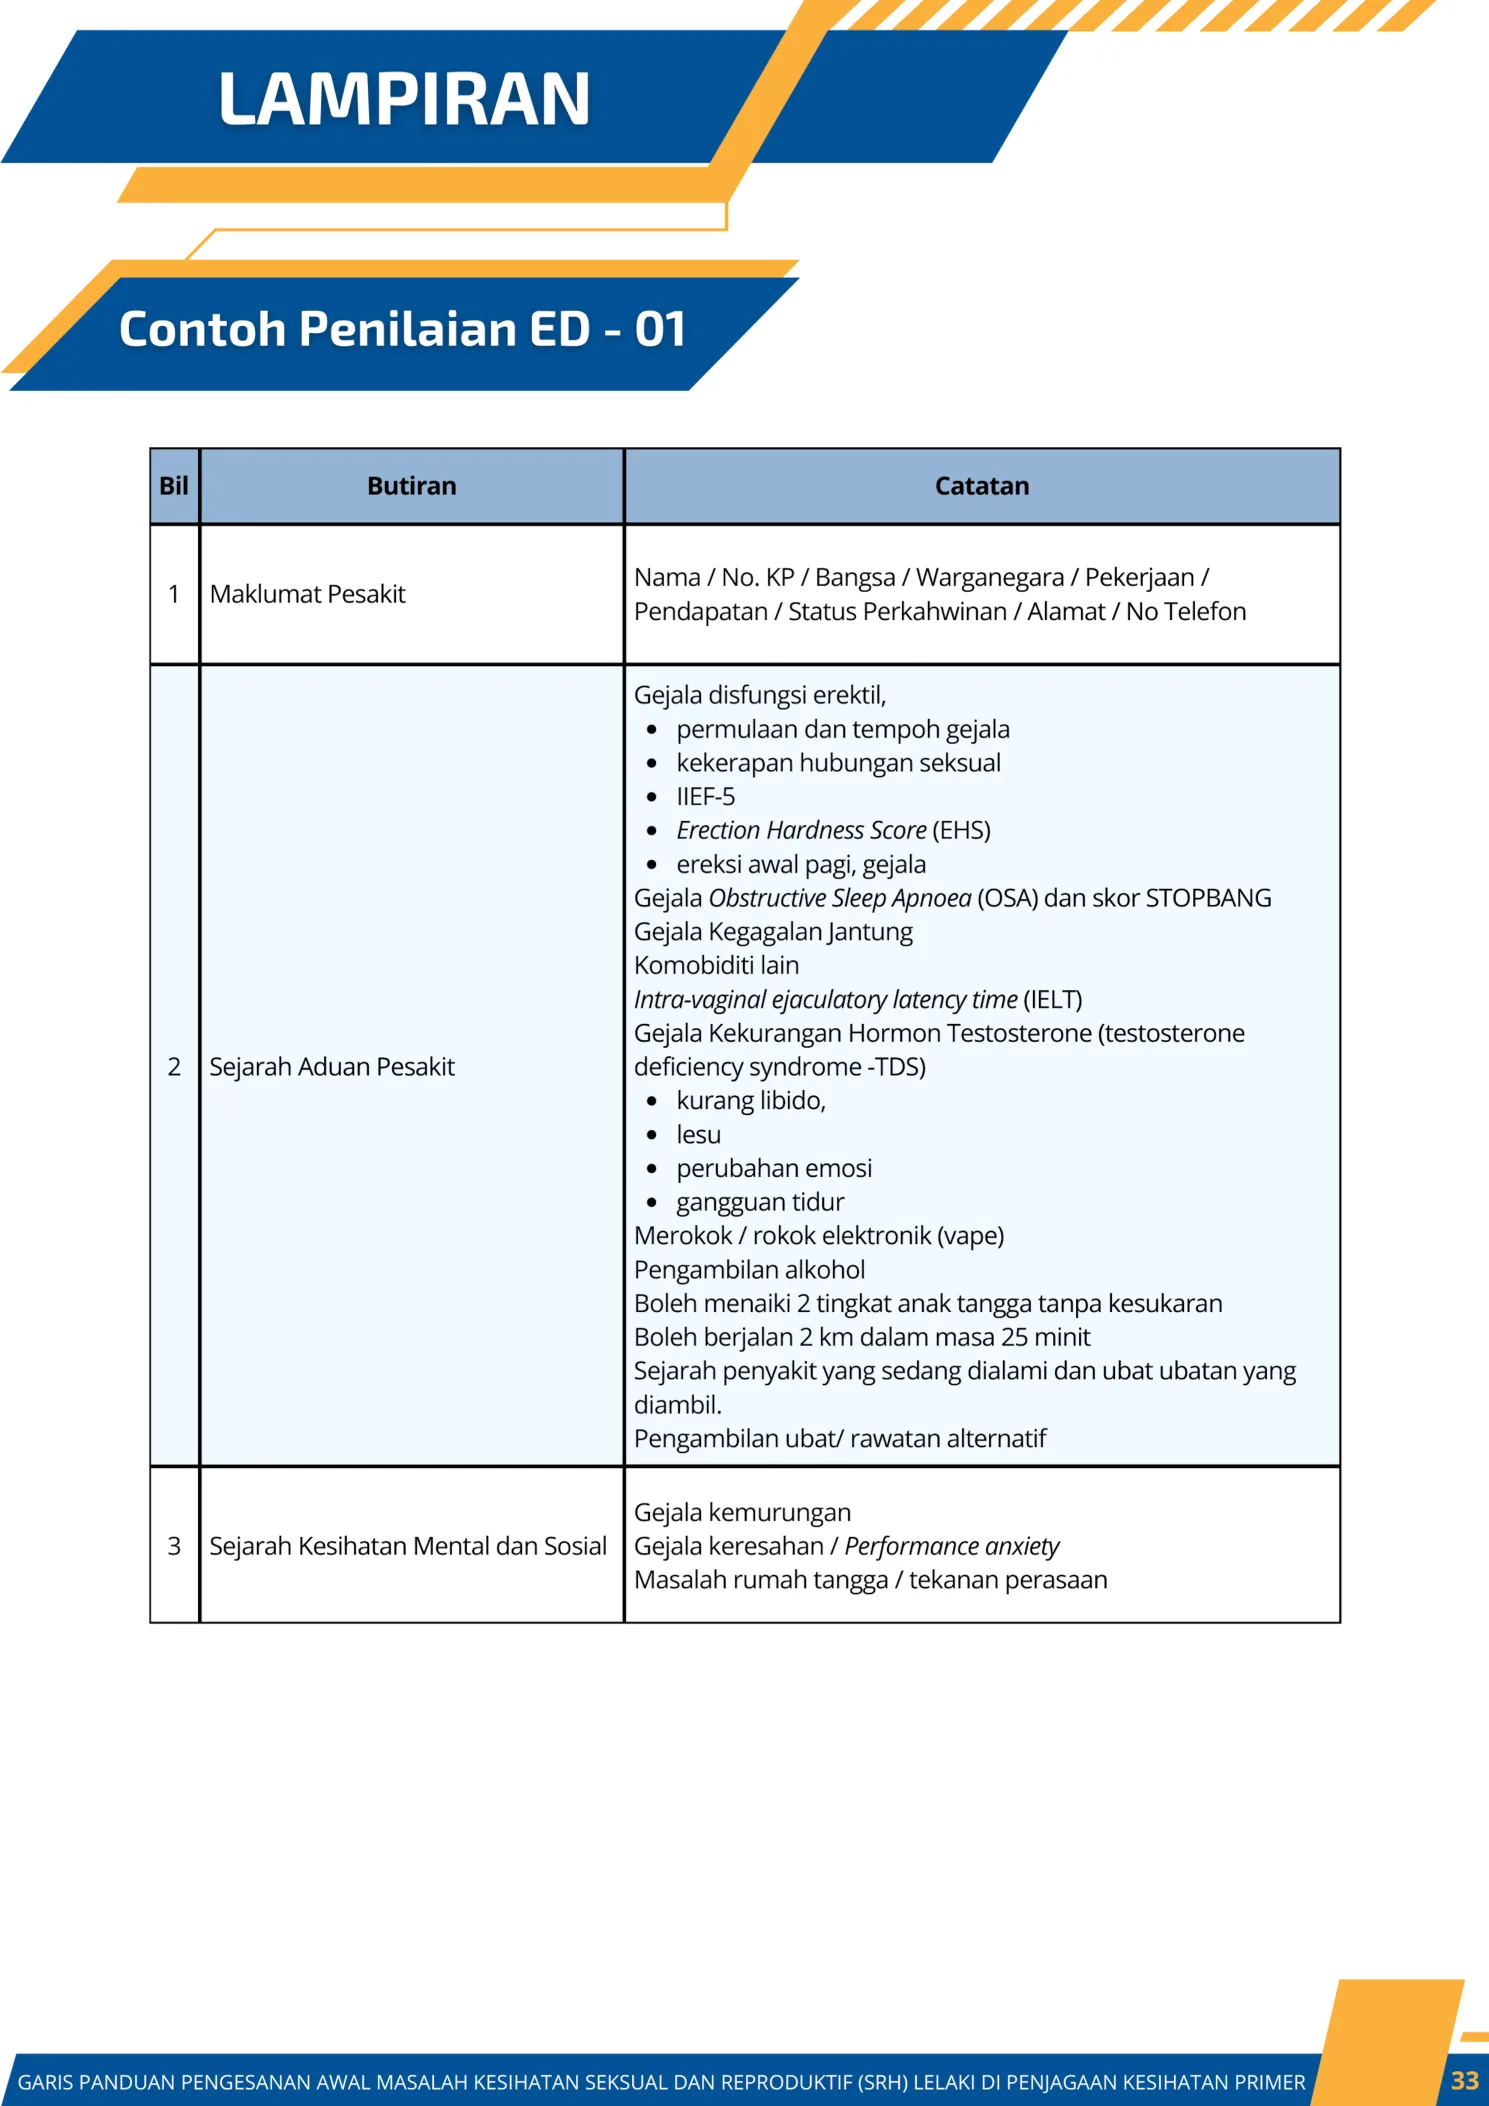 LAMPIRAN
Contoh Penilaian ED - 01
Bil Butiran Catatan
1 Maklumat Pesakit
Nama / No. KP / Bangsa / Warganegara / Pekerjaan /
Pendapatan / Status Perkahwinan / Alamat / No Telefon
2 Sejarah Aduan Pesakit
Gejala disfungsi erektil,
• permulaan dan tempoh gejala
• kekerapan hubungan seksual
• IIEF-5
• Erection Hardness Score (EHS)
• ereksi awal pagi, gejala
Gejala Obstructive Sleep Apnoea (OSA) dan skor STOPBANG
Gejala Kegagalan Jantung
Komobiditi lain
Intra-vaginal ejaculatory latency time (IELT)
Gejala Kekurangan Hormon Testosterone (testosterone
deficiency syndrome -TDS)
• kurang libido,
• lesu
• perubahan emosi
• gangguan tidur
Merokok / rokok elektronik (vape)
Pengambilan alkohol
Boleh menaiki 2 tingkat anak tangga tanpa kesukaran
Boleh berjalan 2 km dalam masa 25 minit
Sejarah penyakit yang sedang dialami dan ubat ubatan yang
diambil.
Pengambilan ubat/ rawatan alternatif
3 Sejarah Kesihatan Mental dan Sosial
Gejala kemurungan
Gejala keresahan / Performance anxiety
Masalah rumah tangga / tekanan perasaan
GARIS PANDUAN PENGESANAN AWAL MASALAH KESIHATAN SEKSUAL DAN REPRODUKTIF (SRH) LELAKI DI PENJAGAAN KESIHATAN PRIMER 33